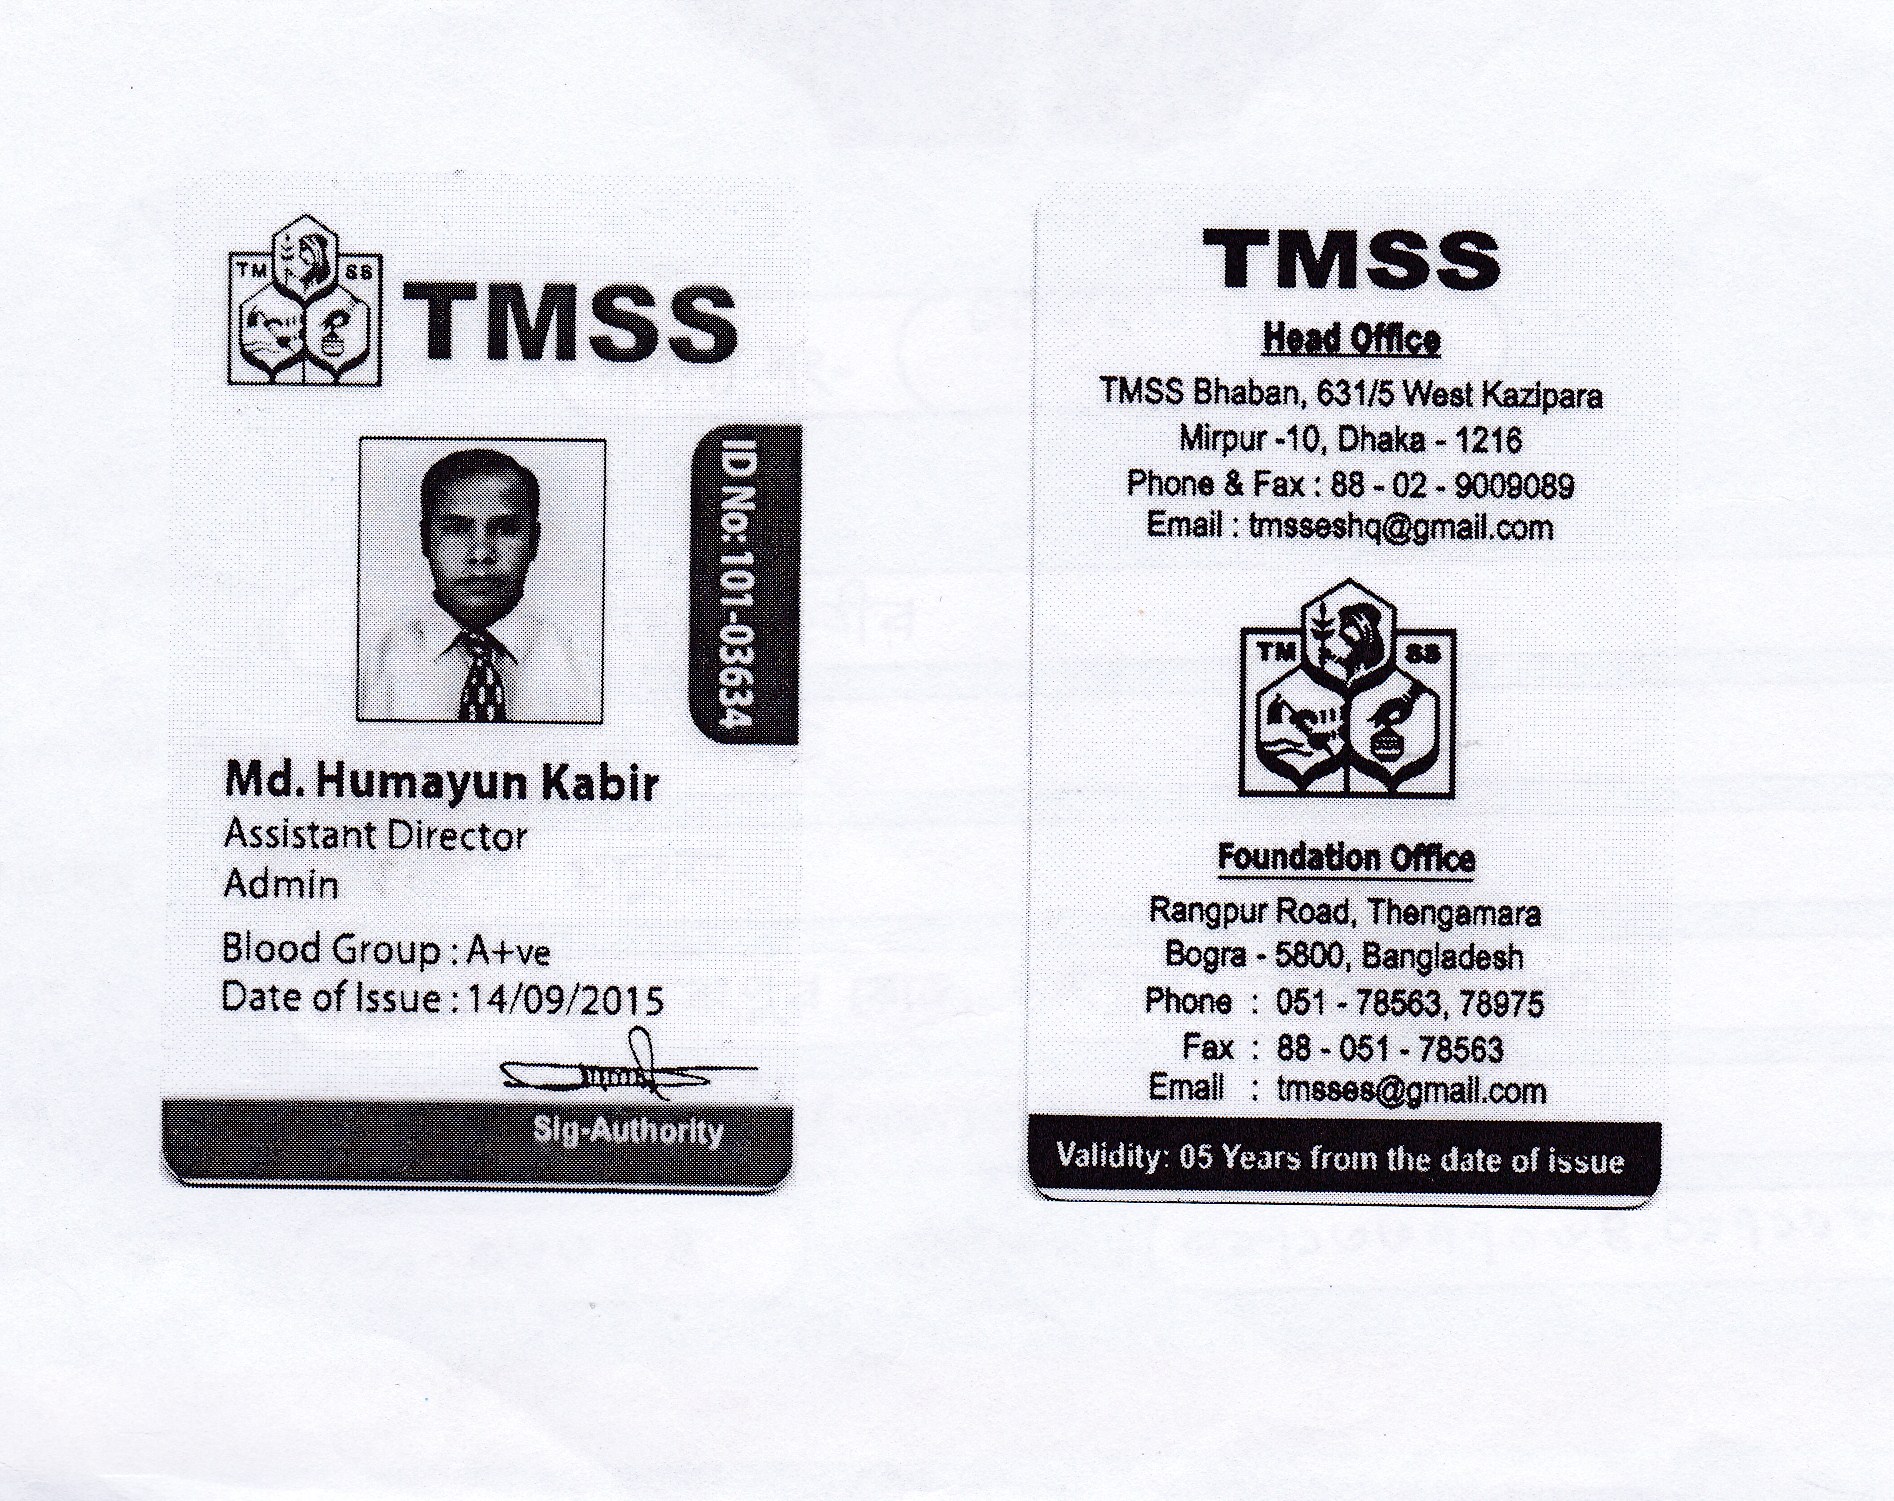 TM SS
TMSS
ID No: 101-03634
Md. Humayun Kabir
Assistant Director
Admin
Blood Group : A+ve
Date of Issue : 14/09/2015
Sig-Authority
TMSS
Head Office
TMSS Bhaban, 631/5 West Kazipara
Mirpur -10, Dhaka - 1216
Phone & Fax : 88 - 02 - 9009089
Email : tmsseshq@gmail.com
TM SS
Foundation Office
Rangpur Road, Thengamara
Bogra - 5800, Bangladesh
Phone : 051 - 78563, 78975
Fax : 88 - 051 - 78563
Email : tmsses@gmail.com
Validity: 05 Years from the date of issue